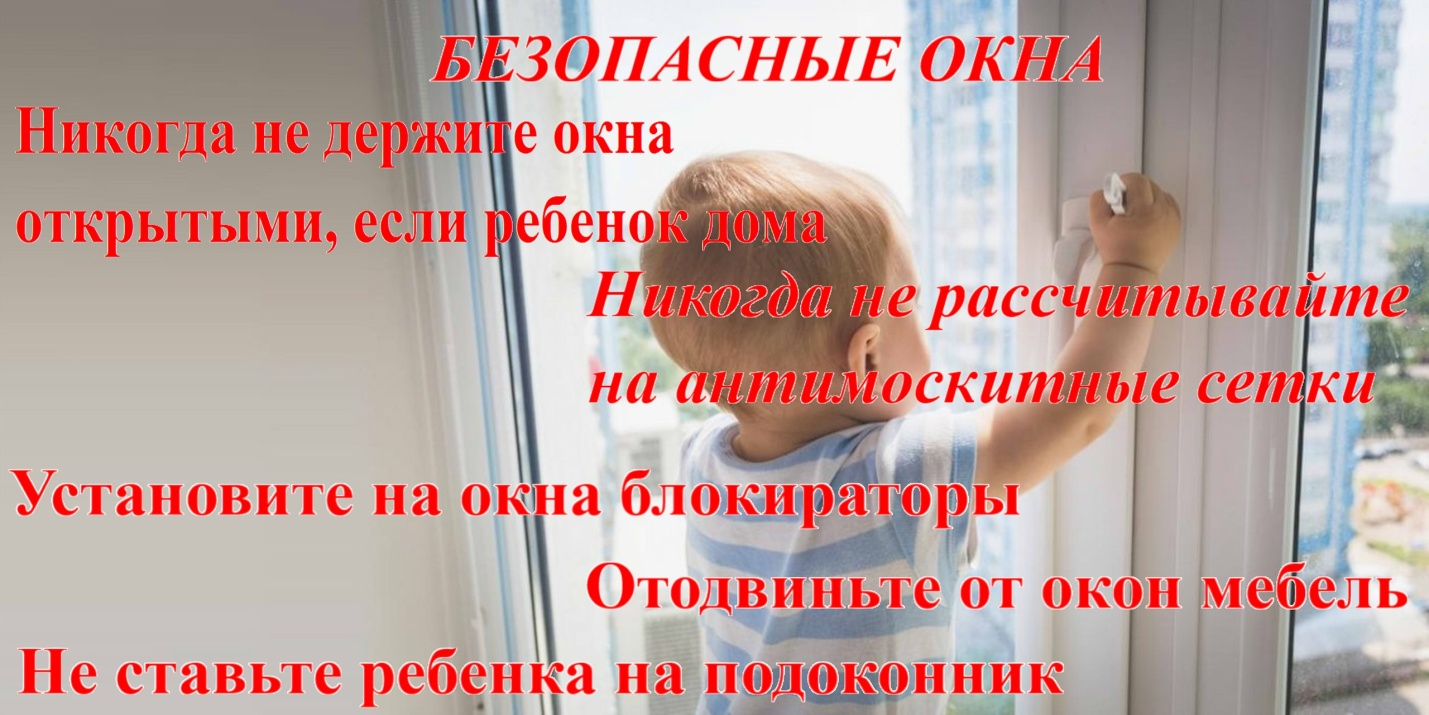 БЕЗОПАСНЫЕ ОКНА
Никогда не держите окна
открытыми, если ребенок дома
Никогда не рассчитывайте
на антимоскитные сетки
Установите на окна блокираторы
Отодвиньте от окон мебель
Не ставьте ребенка на подоконник